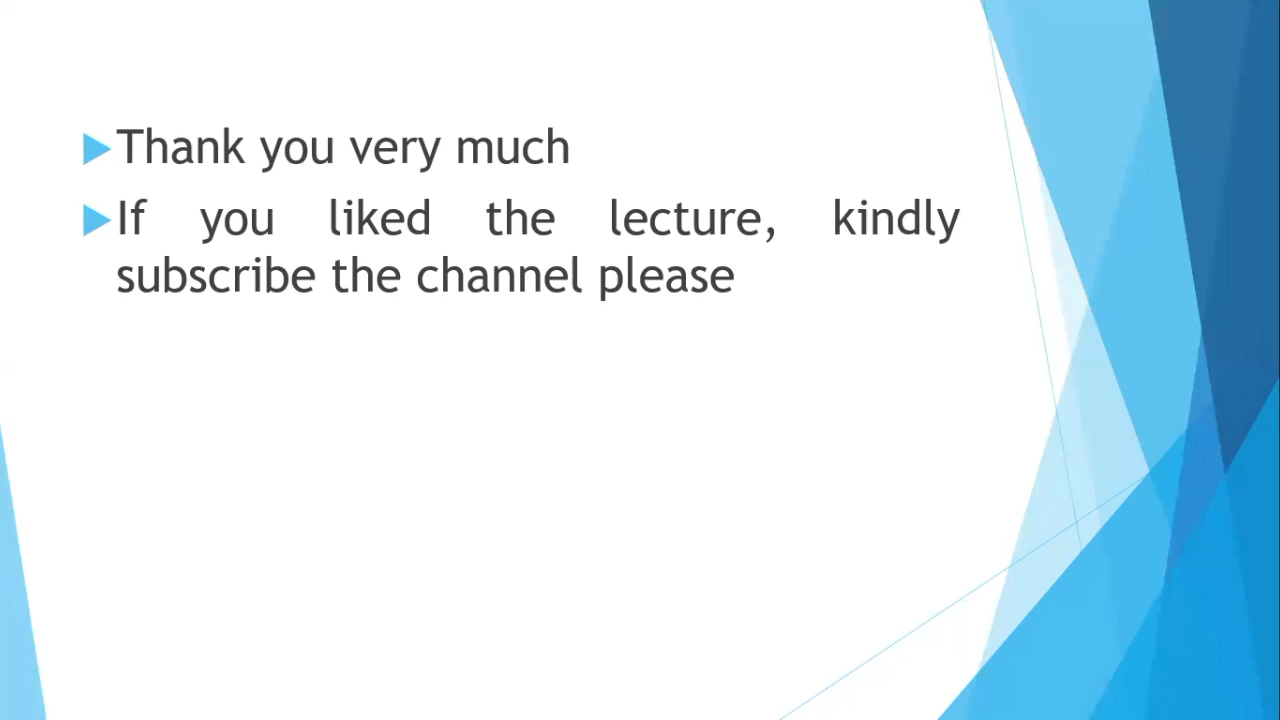 Thank you very much
If you liked the lecture, kindly
subscribe the channel please